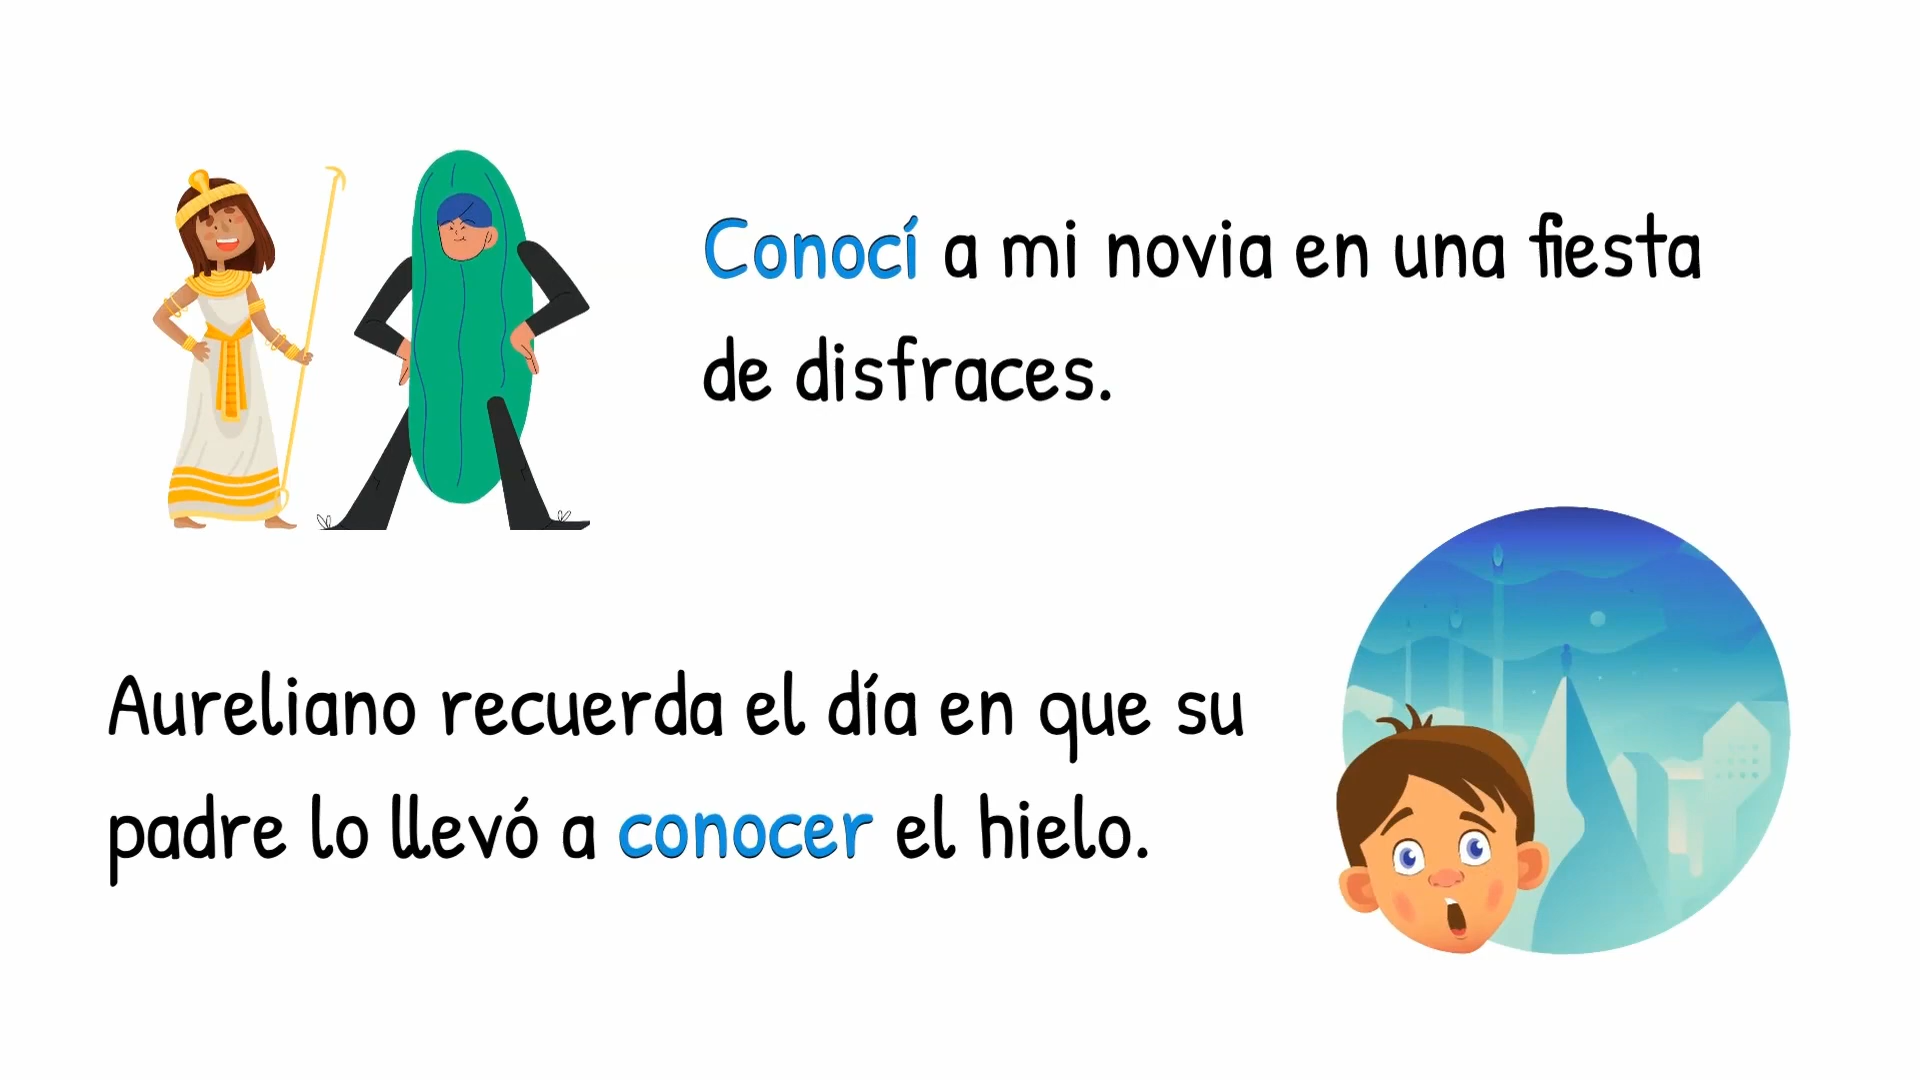 Conocí a mi novia en una fiesta
de disfraces.
Aureliano recuerda el día en que su
padre lo llevó a conocer el hielo.